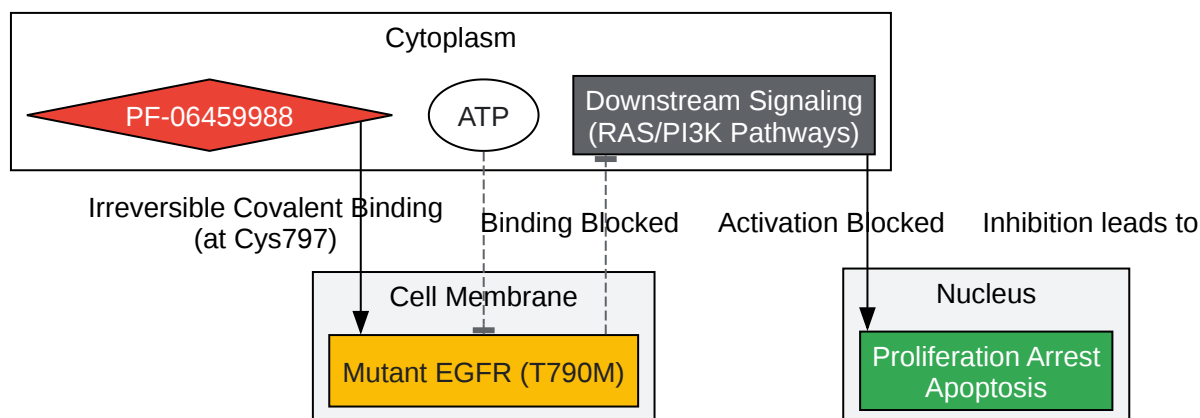 Cytoplasm
PF-06459988
ATP
Downstream Signaling
(RAS/PI3K Pathways)
Irreversible Covalent Binding
(at Cys797)
Binding Blocked
Activation Blocked
Inhibition leads to
Cell Membrane
Mutant EGFR (T790M)
Nucleus
Proliferation Arrest
Apoptosis